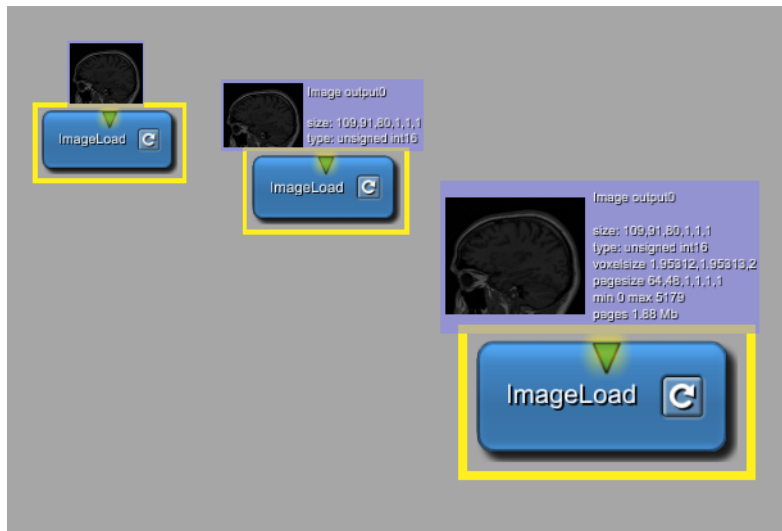 ImageLoad
Image output0
size: 109,91,80,1,1,1
type: unsigned int16
ImageLoad
Image output0
size: 109,91,80,1,1,1
type: unsigned int16
voxelsize 1.95312,1.95313,2
pagesize 64,48,1,1,1,1
min 0 max 5179
pages 1.88 Mb
ImageLoad